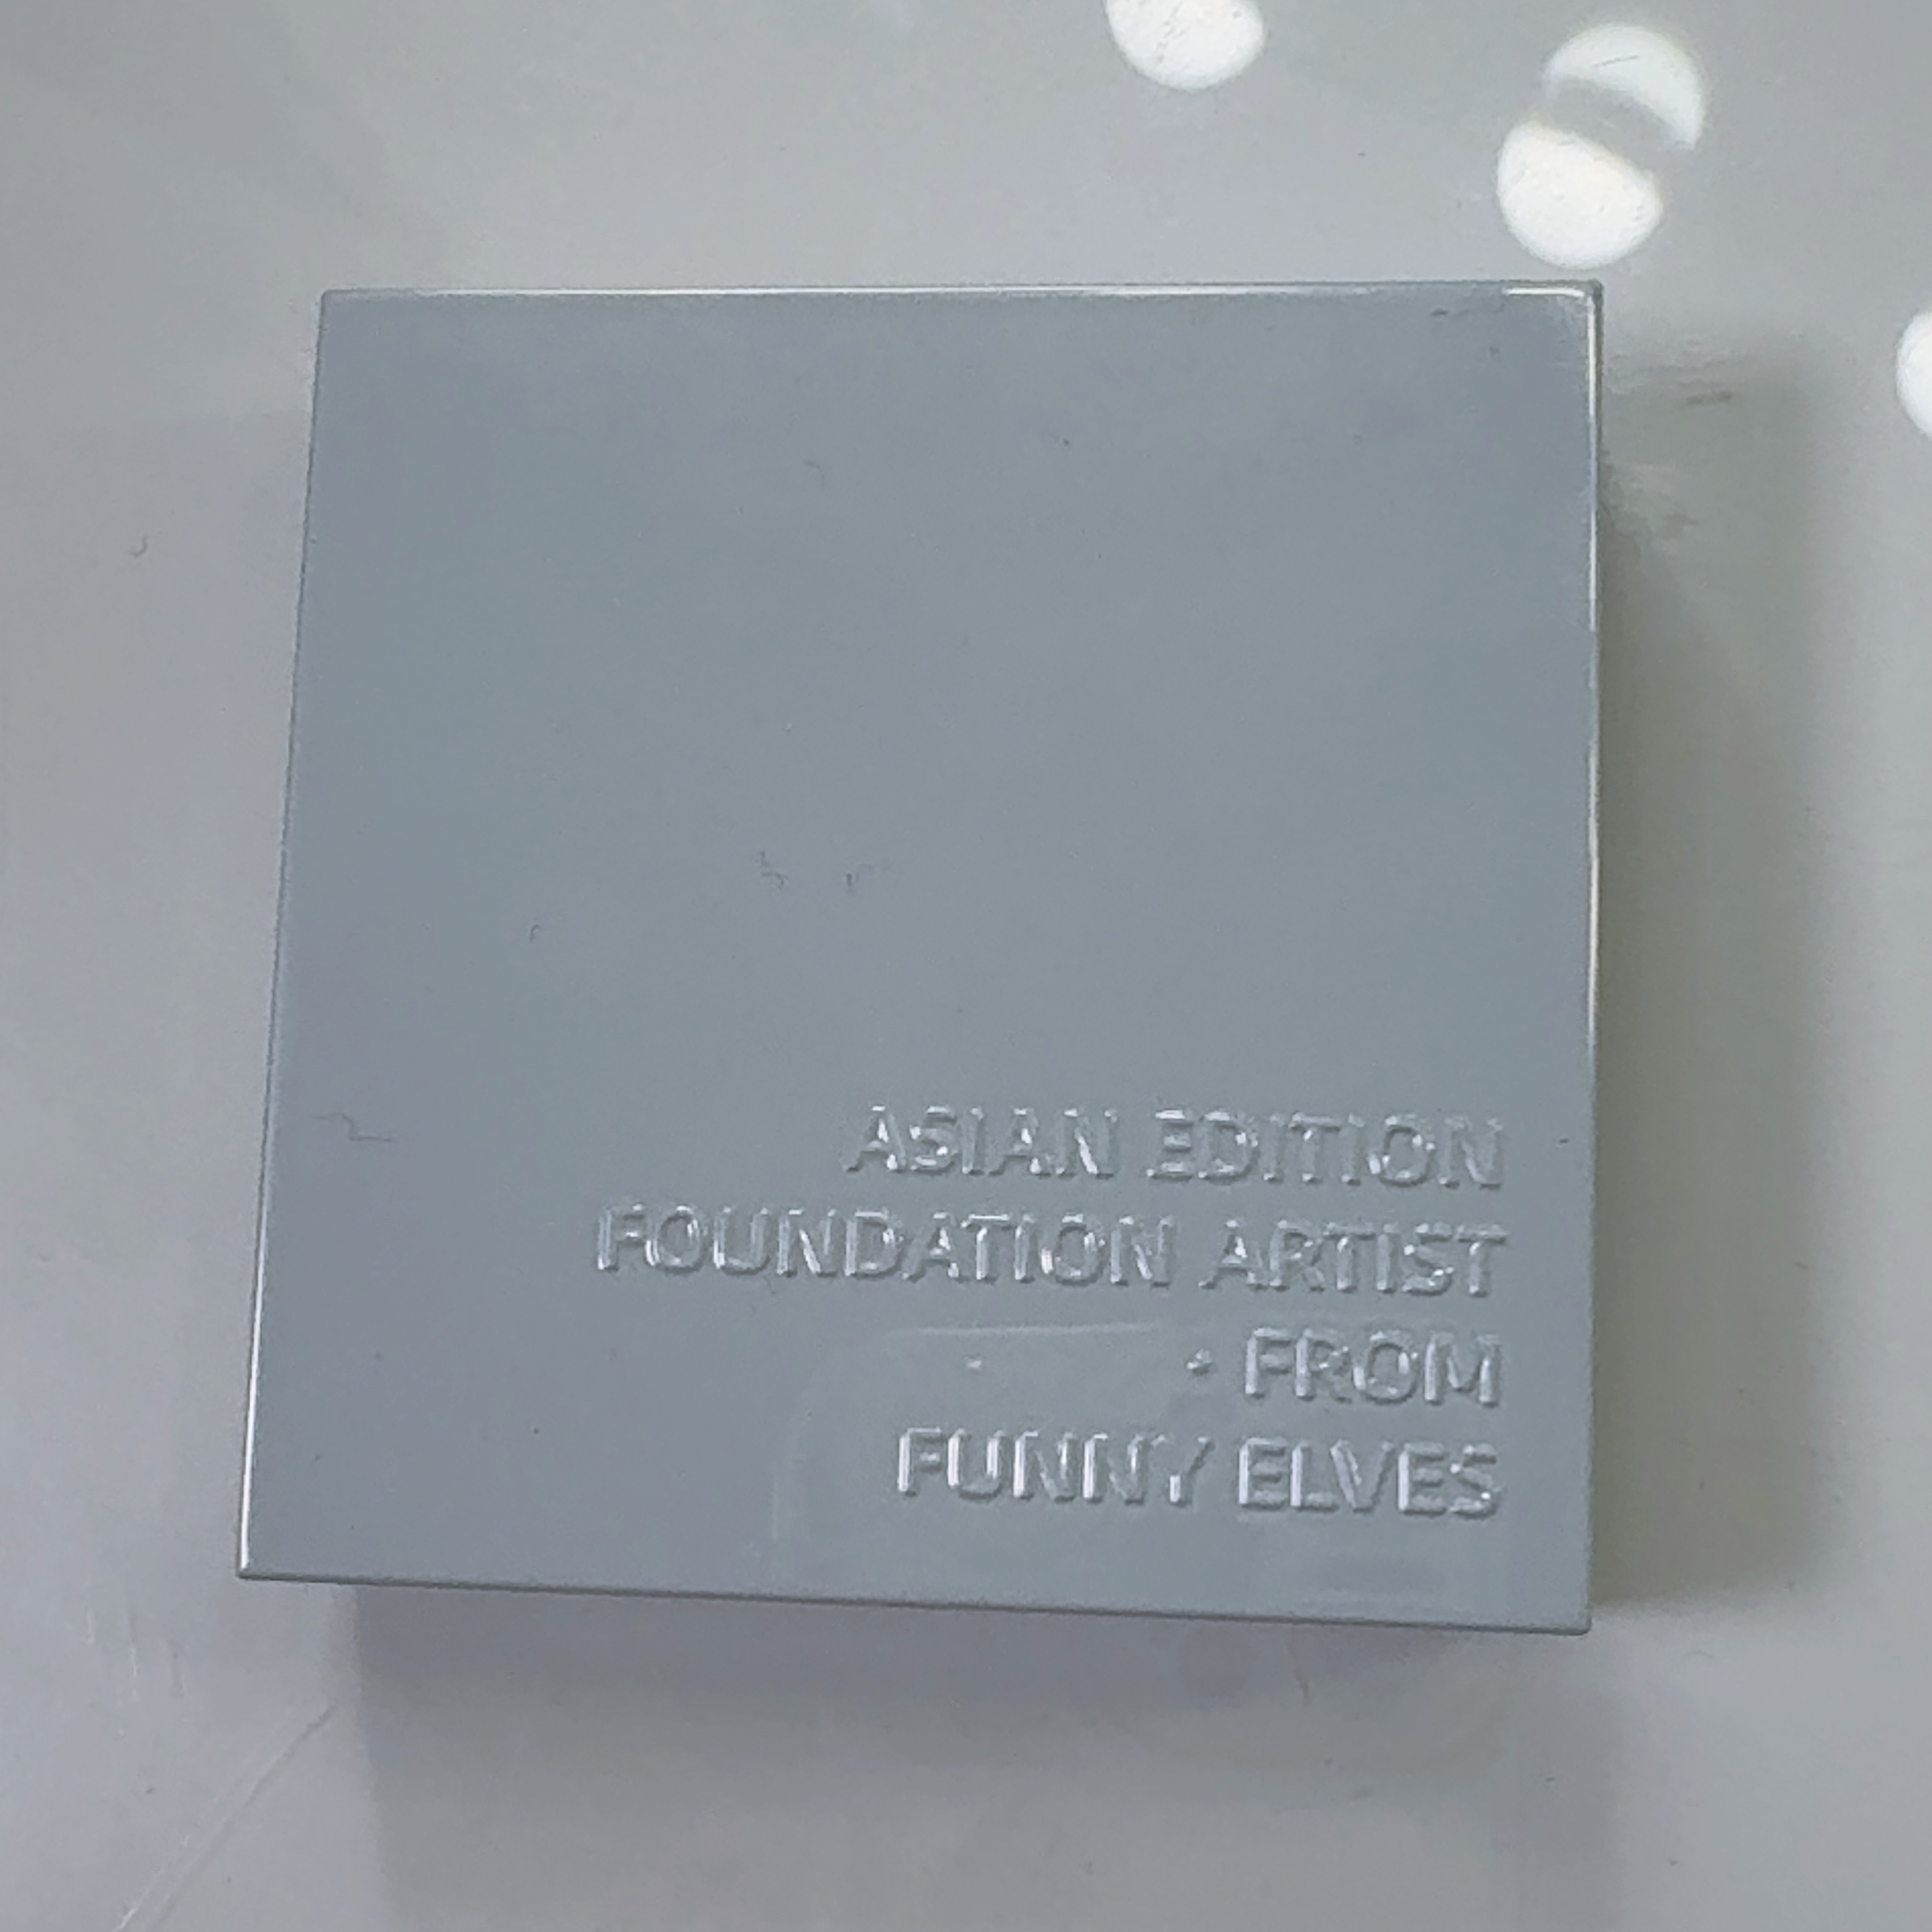 ASIAN EDITION
FOUNDATION ARTIST
• FROM
FUNNY ELVES